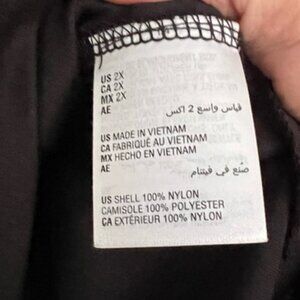 US 2X
CA 2X
MX 2X
AE قياس واسع 2 اكس
US MADE IN VIETNAM
CA FABRIQUÉ AU VIETNAM
MX HECHO EN VIETNAM
AE صنع في فيتنام
US SHELL 100% NYLON
CAMISOLE 100% POLYESTER
CA EXTÉRIEUR 100% NYLON